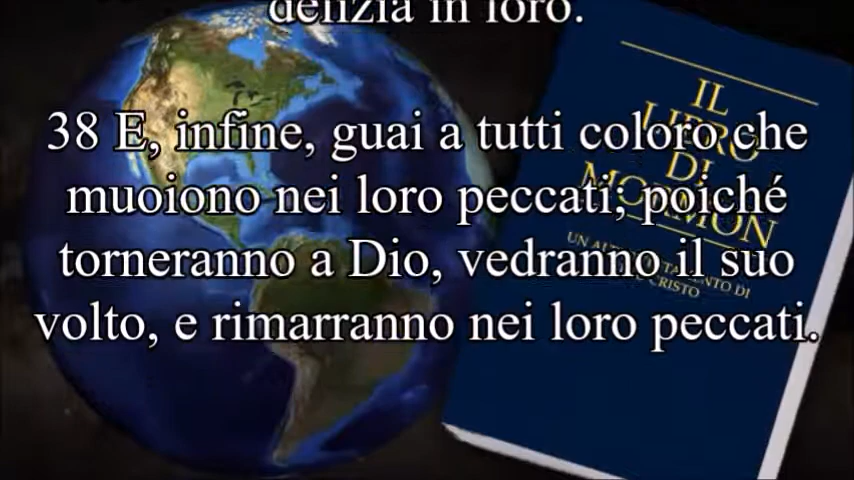 delizia in loro.
38 E, infine, guai a tutti coloro che
muoiono nei loro peccati; poiché
torneranno a Dio, vedranno il suo
volto, e rimarranno nei loro peccati.
IL
LIBRO
DI
MORMON
UN ALTRO TESTAMENTO DI
CRISTO